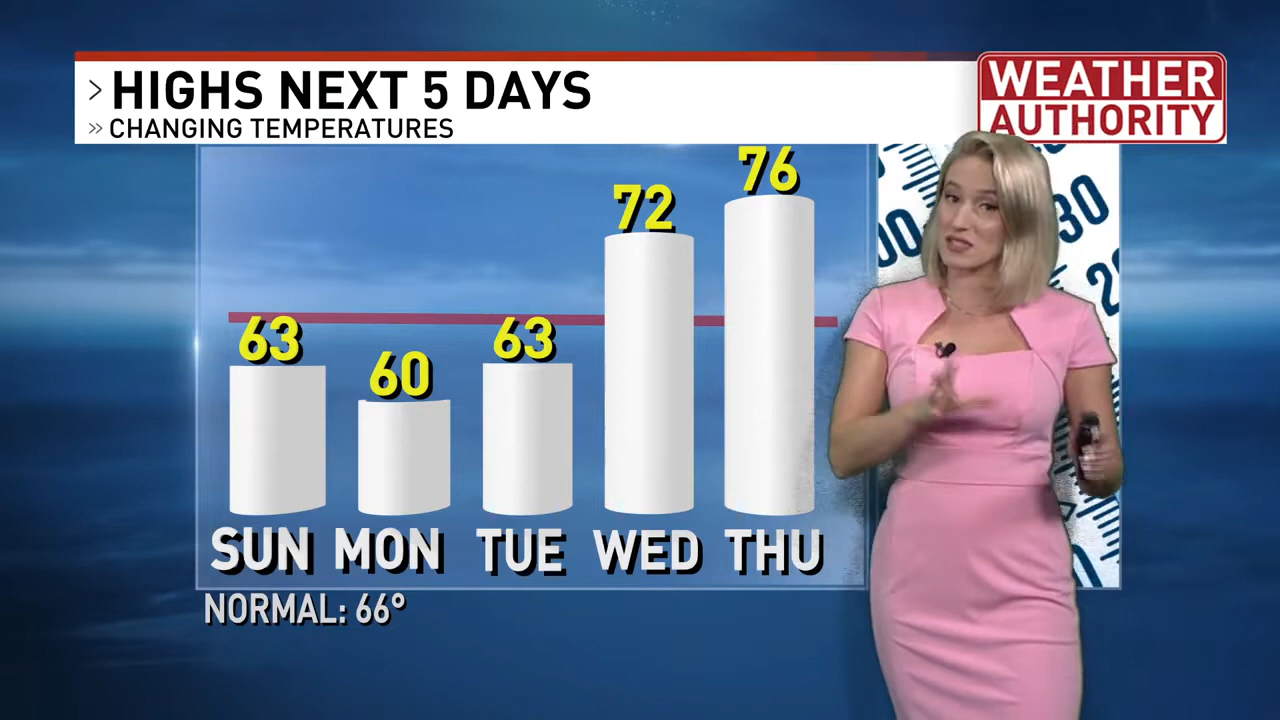 > HIGHS NEXT 5 DAYS
» CHANGING TEMPERATURES
WEATHER
AUTHORITY
63 60 63 72 76
SUN MON TUE WED THU
NORMAL: 66°
30